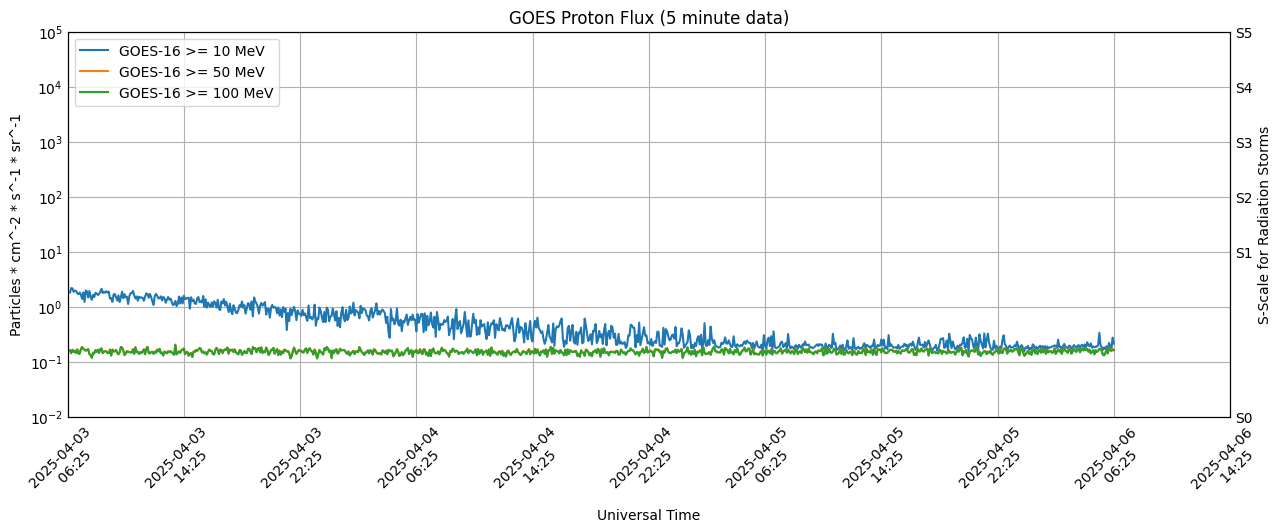 GOES Proton Flux (5 minute data)
GOES-16 >= 10 MeV
GOES-16 >= 50 MeV
GOES-16 >= 100 MeV
10^5
10^4
10^3
10^2
10^1
10^0
10^-1
10^-2
Particles * cm^-2 * s^-1 * sr^-1
S5
S4
S3
S2
S1
S0
S-Scale for Radiation Storms
2025-04-03
06:25
2025-04-03
14:25
2025-04-03
22:25
2025-04-04
06:25
2025-04-04
14:25
2025-04-04
22:25
2025-04-05
06:25
2025-04-05
14:25
2025-04-05
22:25
2025-04-06
06:25
2025-04-06
14:25
Universal Time